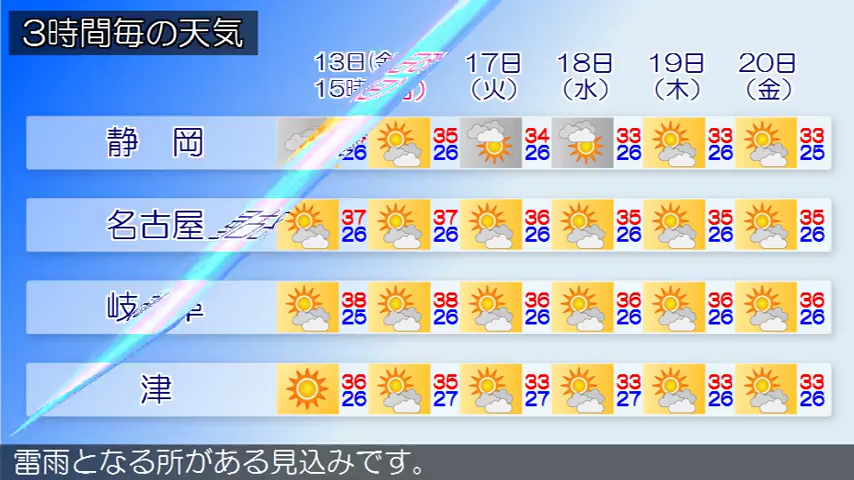 3時間毎の天気
13日(金) 17日 18日 19日 20日
15時 (火) (水) (木) (金)
静 岡 26 35 26 34 26 33 26 33 26 33 25
名古屋 37 26 37 26 36 26 35 26 35 26 35 26
岐 38 25 38 26 36 26 36 26 36 26 36 26
津 36 26 35 27 33 27 33 27 33 26 33 26
雷雨となる所がある見込みです。